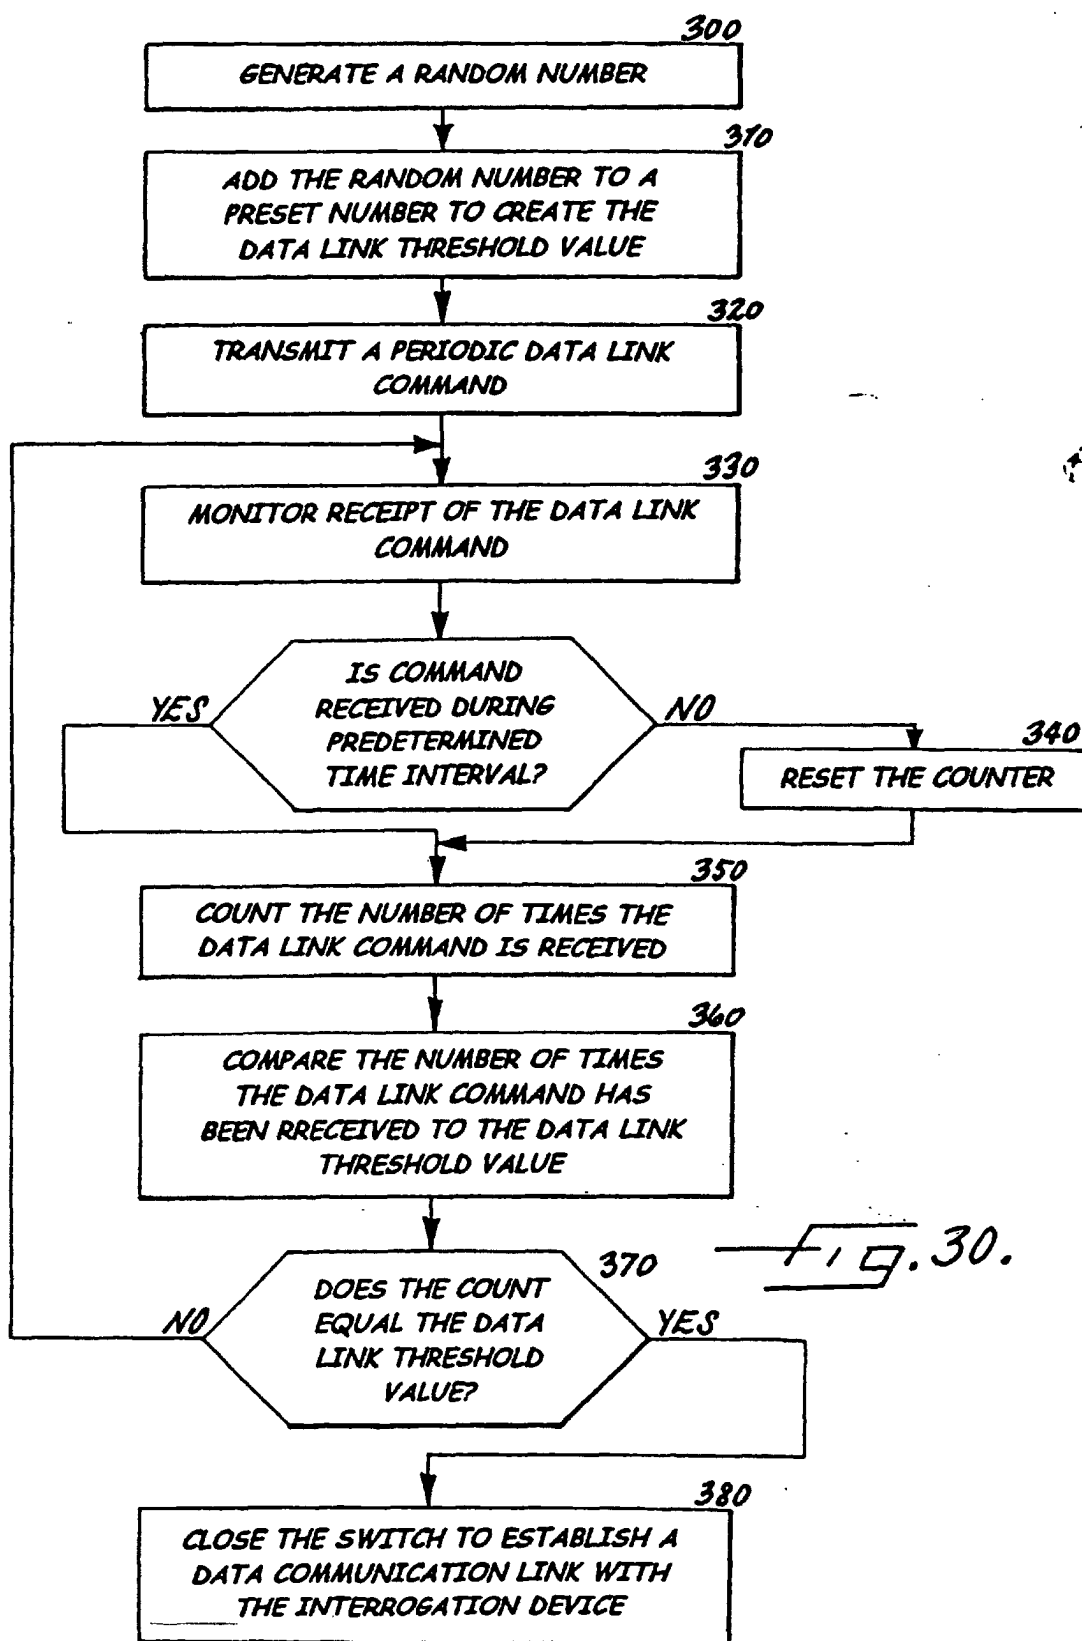 300
GENERATE A RANDOM NUMBER
310
ADD THE RANDOM NUMBER TO A
PRESET NUMBER TO CREATE THE
DATA LINK THRESHOLD VALUE
320
TRANSMIT A PERIODIC DATA LINK
COMMAND
330
MONITOR RECEIPT OF THE DATA LINK
COMMAND
IS COMMAND
RECEIVED DURING
PREDETERMINED
TIME INTERVAL?
YES
NO
340
RESET THE COUNTER
350
COUNT THE NUMBER OF TIMES THE
DATA LINK COMMAND IS RECEIVED
360
COMPARE THE NUMBER OF TIMES
THE DATA LINK COMMAND HAS
BEEN RRECEIVED TO THE DATA LINK
THRESHOLD VALUE
370
DOES THE COUNT
EQUAL THE DATA
LINK THRESHOLD
VALUE?
NO
YES
Fig. 30.
380
CLOSE THE SWITCH TO ESTABLISH A
DATA COMMUNICATION LINK WITH
THE INTERROGATION DEVICE